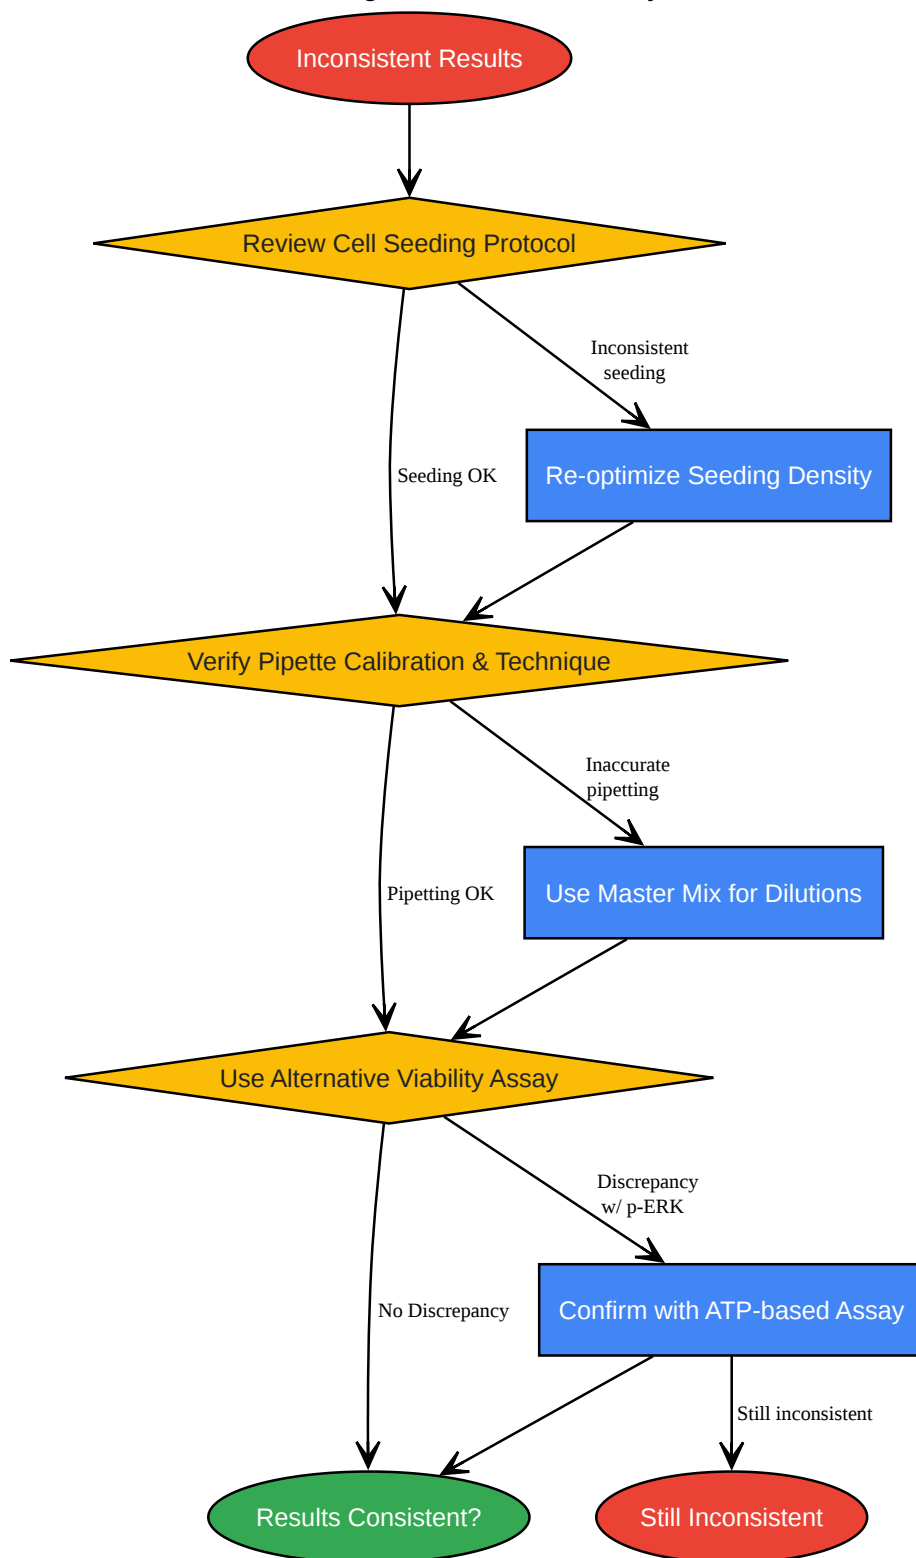 Inconsistent Results
Review Cell Seeding Protocol
Inconsistent
seeding
Seeding OK
Re-optimize Seeding Density
Verify Pipette Calibration & Technique
Inaccurate
pipetting
Pipetting OK
Use Master Mix for Dilutions
Use Alternative Viability Assay
Discrepancy
w/ p-ERK
No Discrepancy
Confirm with ATP-based Assay
Still inconsistent
Results Consistent?
Still Inconsistent